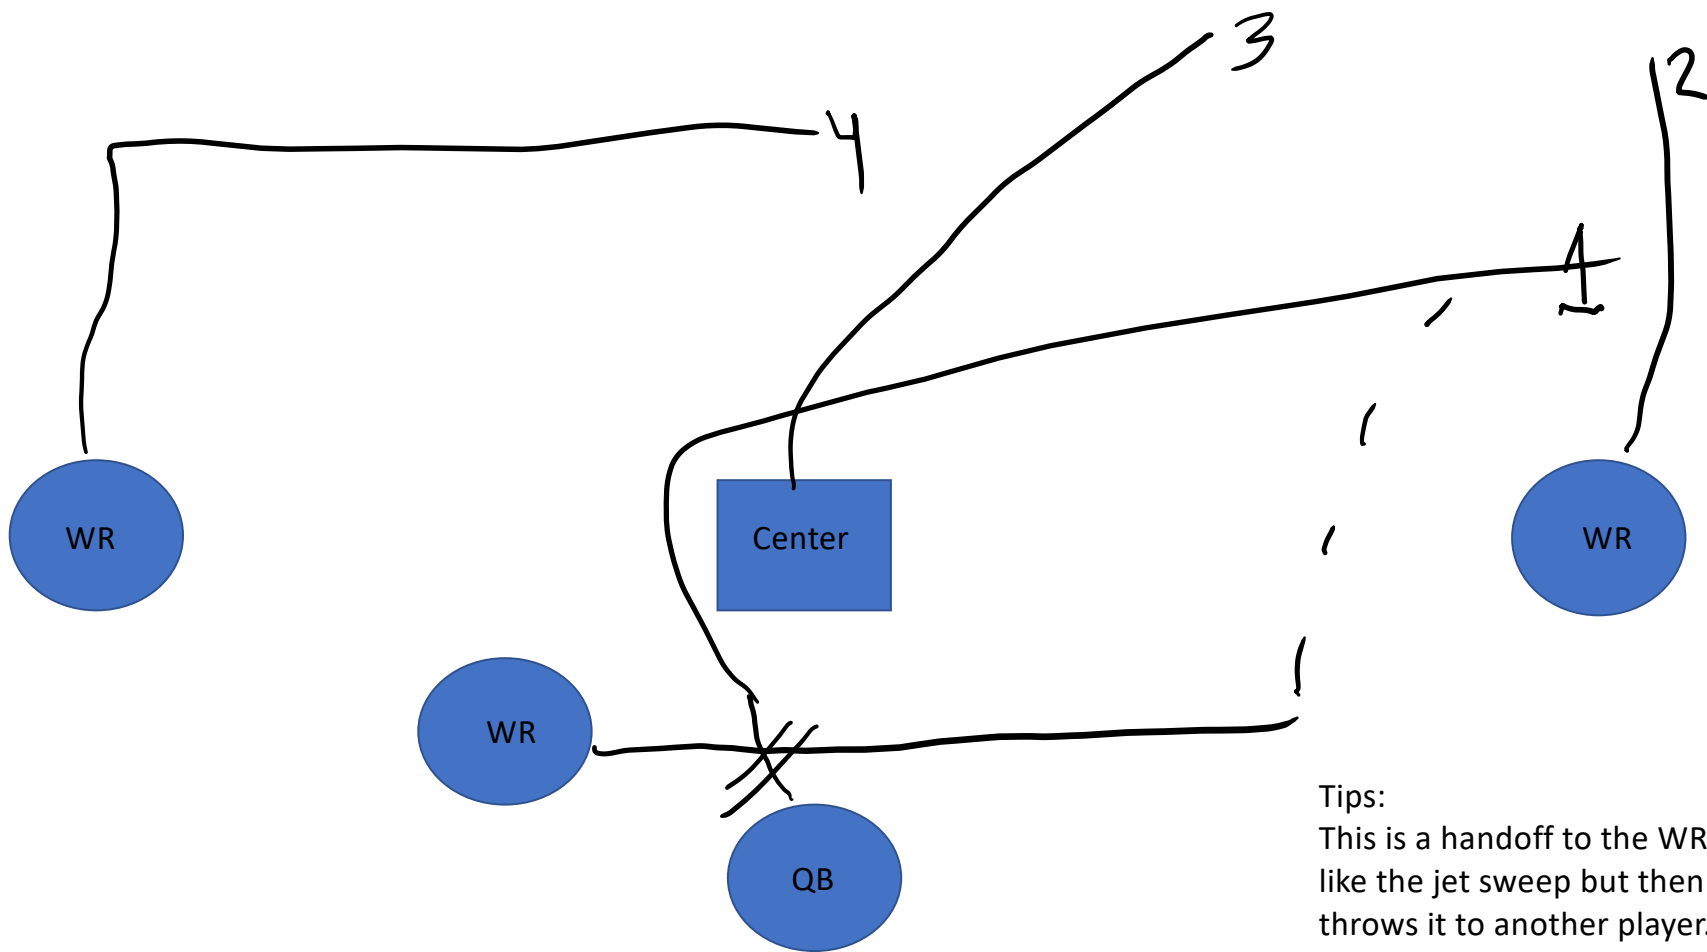 3
2
4
1
WR
Center
WR
WR
QB
Tips:
This is a handoff to the WR
like the jet sweep but then
throws it to another player.